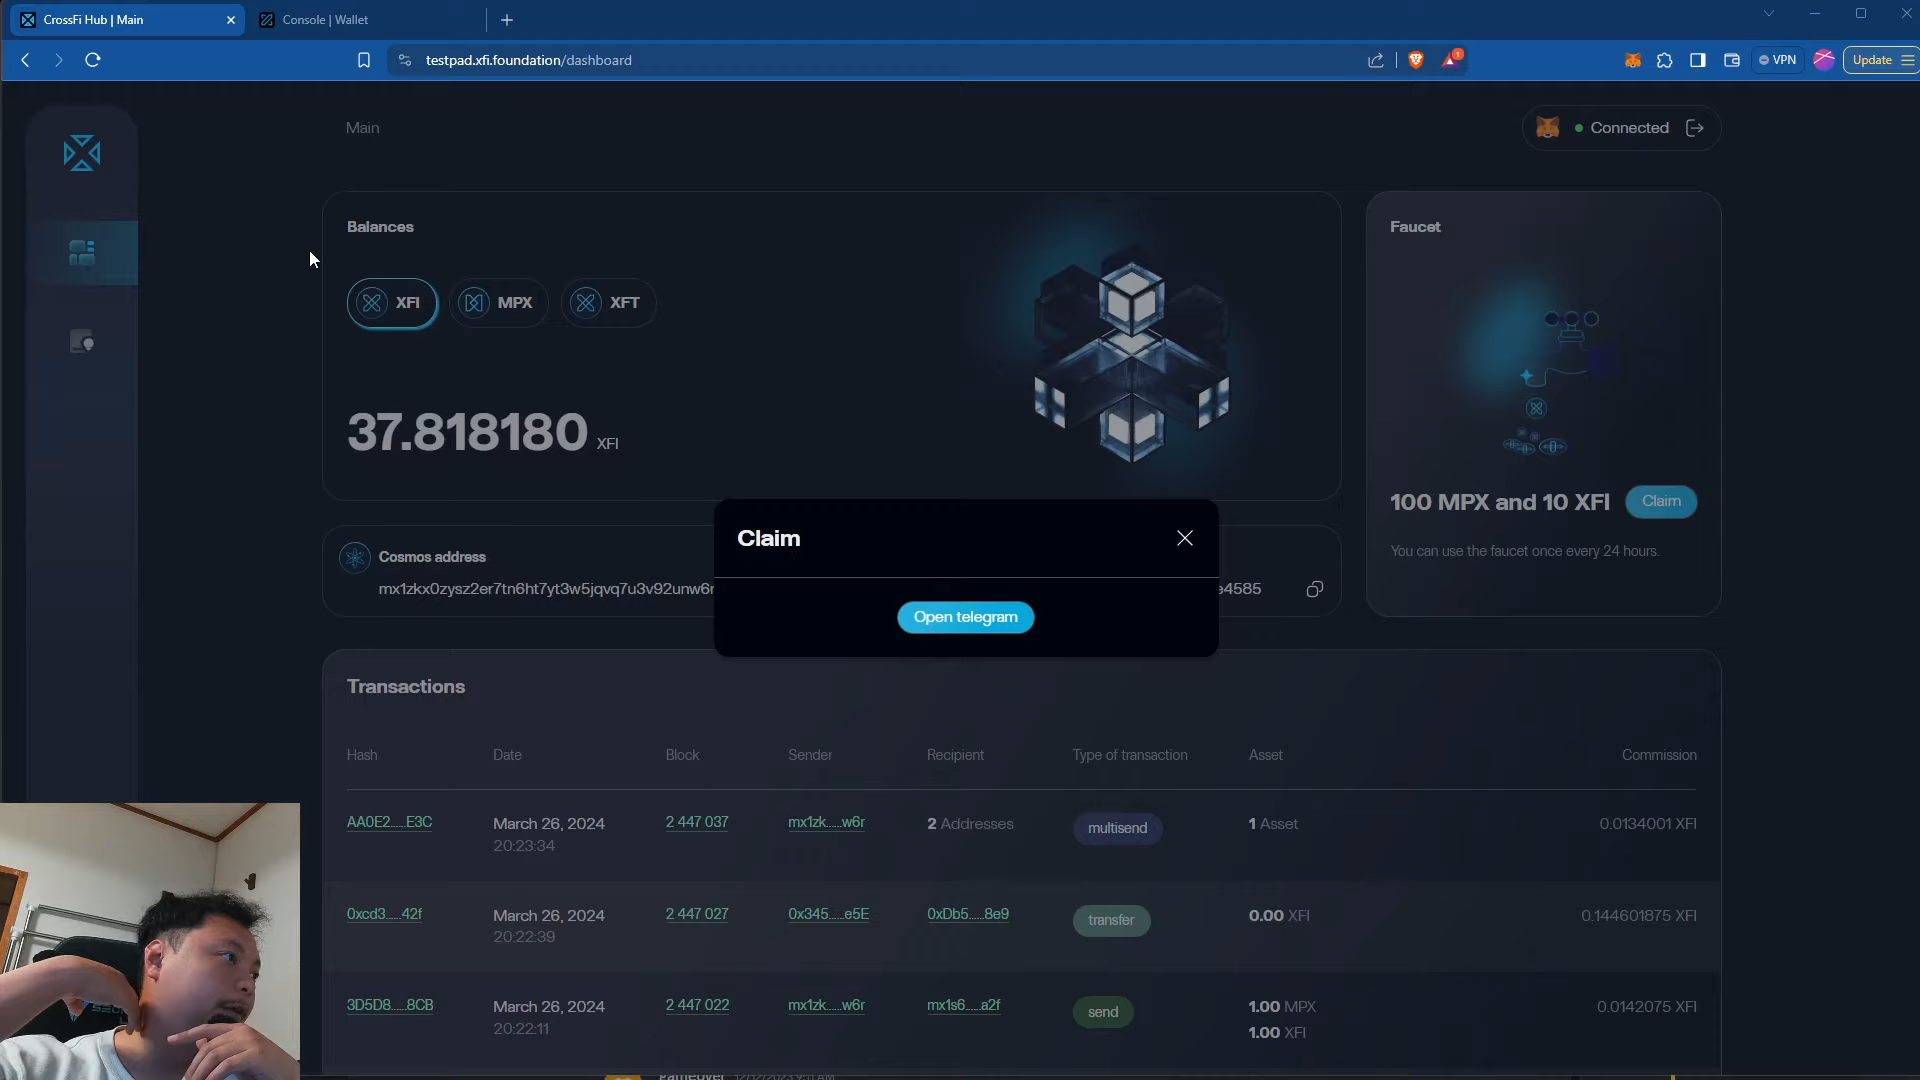 CrossFi Hub | Main
Console | Wallet
testpad.xfi.foundation/dashboard
1
VPN
Update
Main
Connected
Balances
XFI
MPX
XFT
37.818180 XFI
Faucet
100 MPX and 10 XFI
Claim
You can use the faucet once every 24 hours.
Cosmos address
mx1zkx0zysz2er7tn6ht7yt3w5jqvq7u3v92unw6r
e4585
Claim
Open telegram
Transactions
Hash Date Block Sender Recipient Type of transaction Asset Commission
AA0E2......E3C March 26, 2024 2 447 037 mx1zk......w6r 2 Addresses multisend 1 Asset 0.0134001 XFI
20:23:34
0xcd3......42f March 26, 2024 2 447 027 0x345......e5E 0xDb5......8e9 transfer 0.00 XFI 0.144601875 XFI
20:22:39
3D5D8......8CB March 26, 2024 2 447 022 mx1zk......w6r mx1s6......a2f send 1.00 MPX 0.0142075 XFI
20:22:11 1.00 XFI